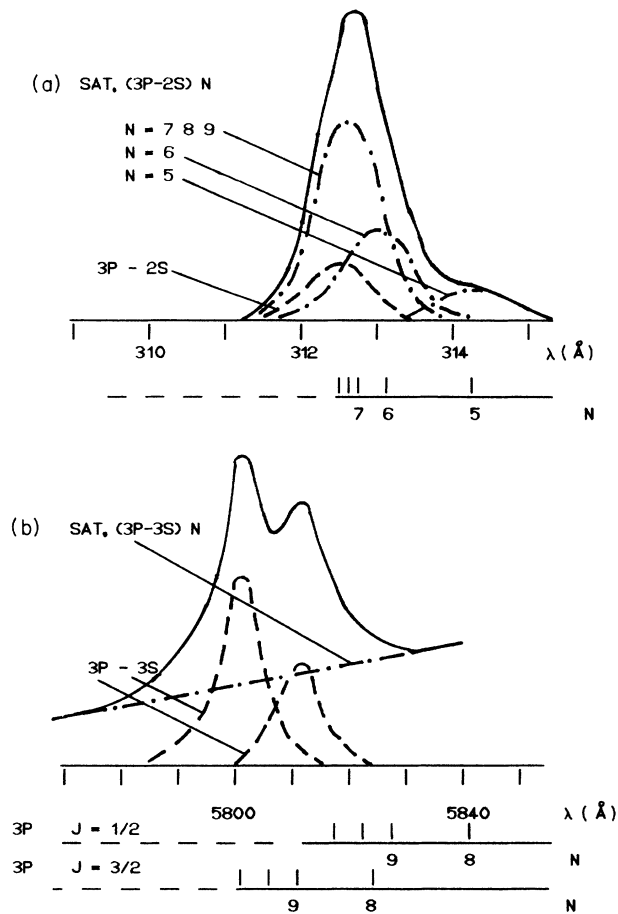 (a) SAT. (3P-2S) N
N = 7 8 9
N = 6
N = 5
3P - 2S
310 312 314 λ (Å)
7 6 5 N
(b) SAT. (3P-3S) N
3P - 3S
5800 5840 λ (Å)
3P J = 1/2
9 8 N
3P J = 3/2
9 8 N